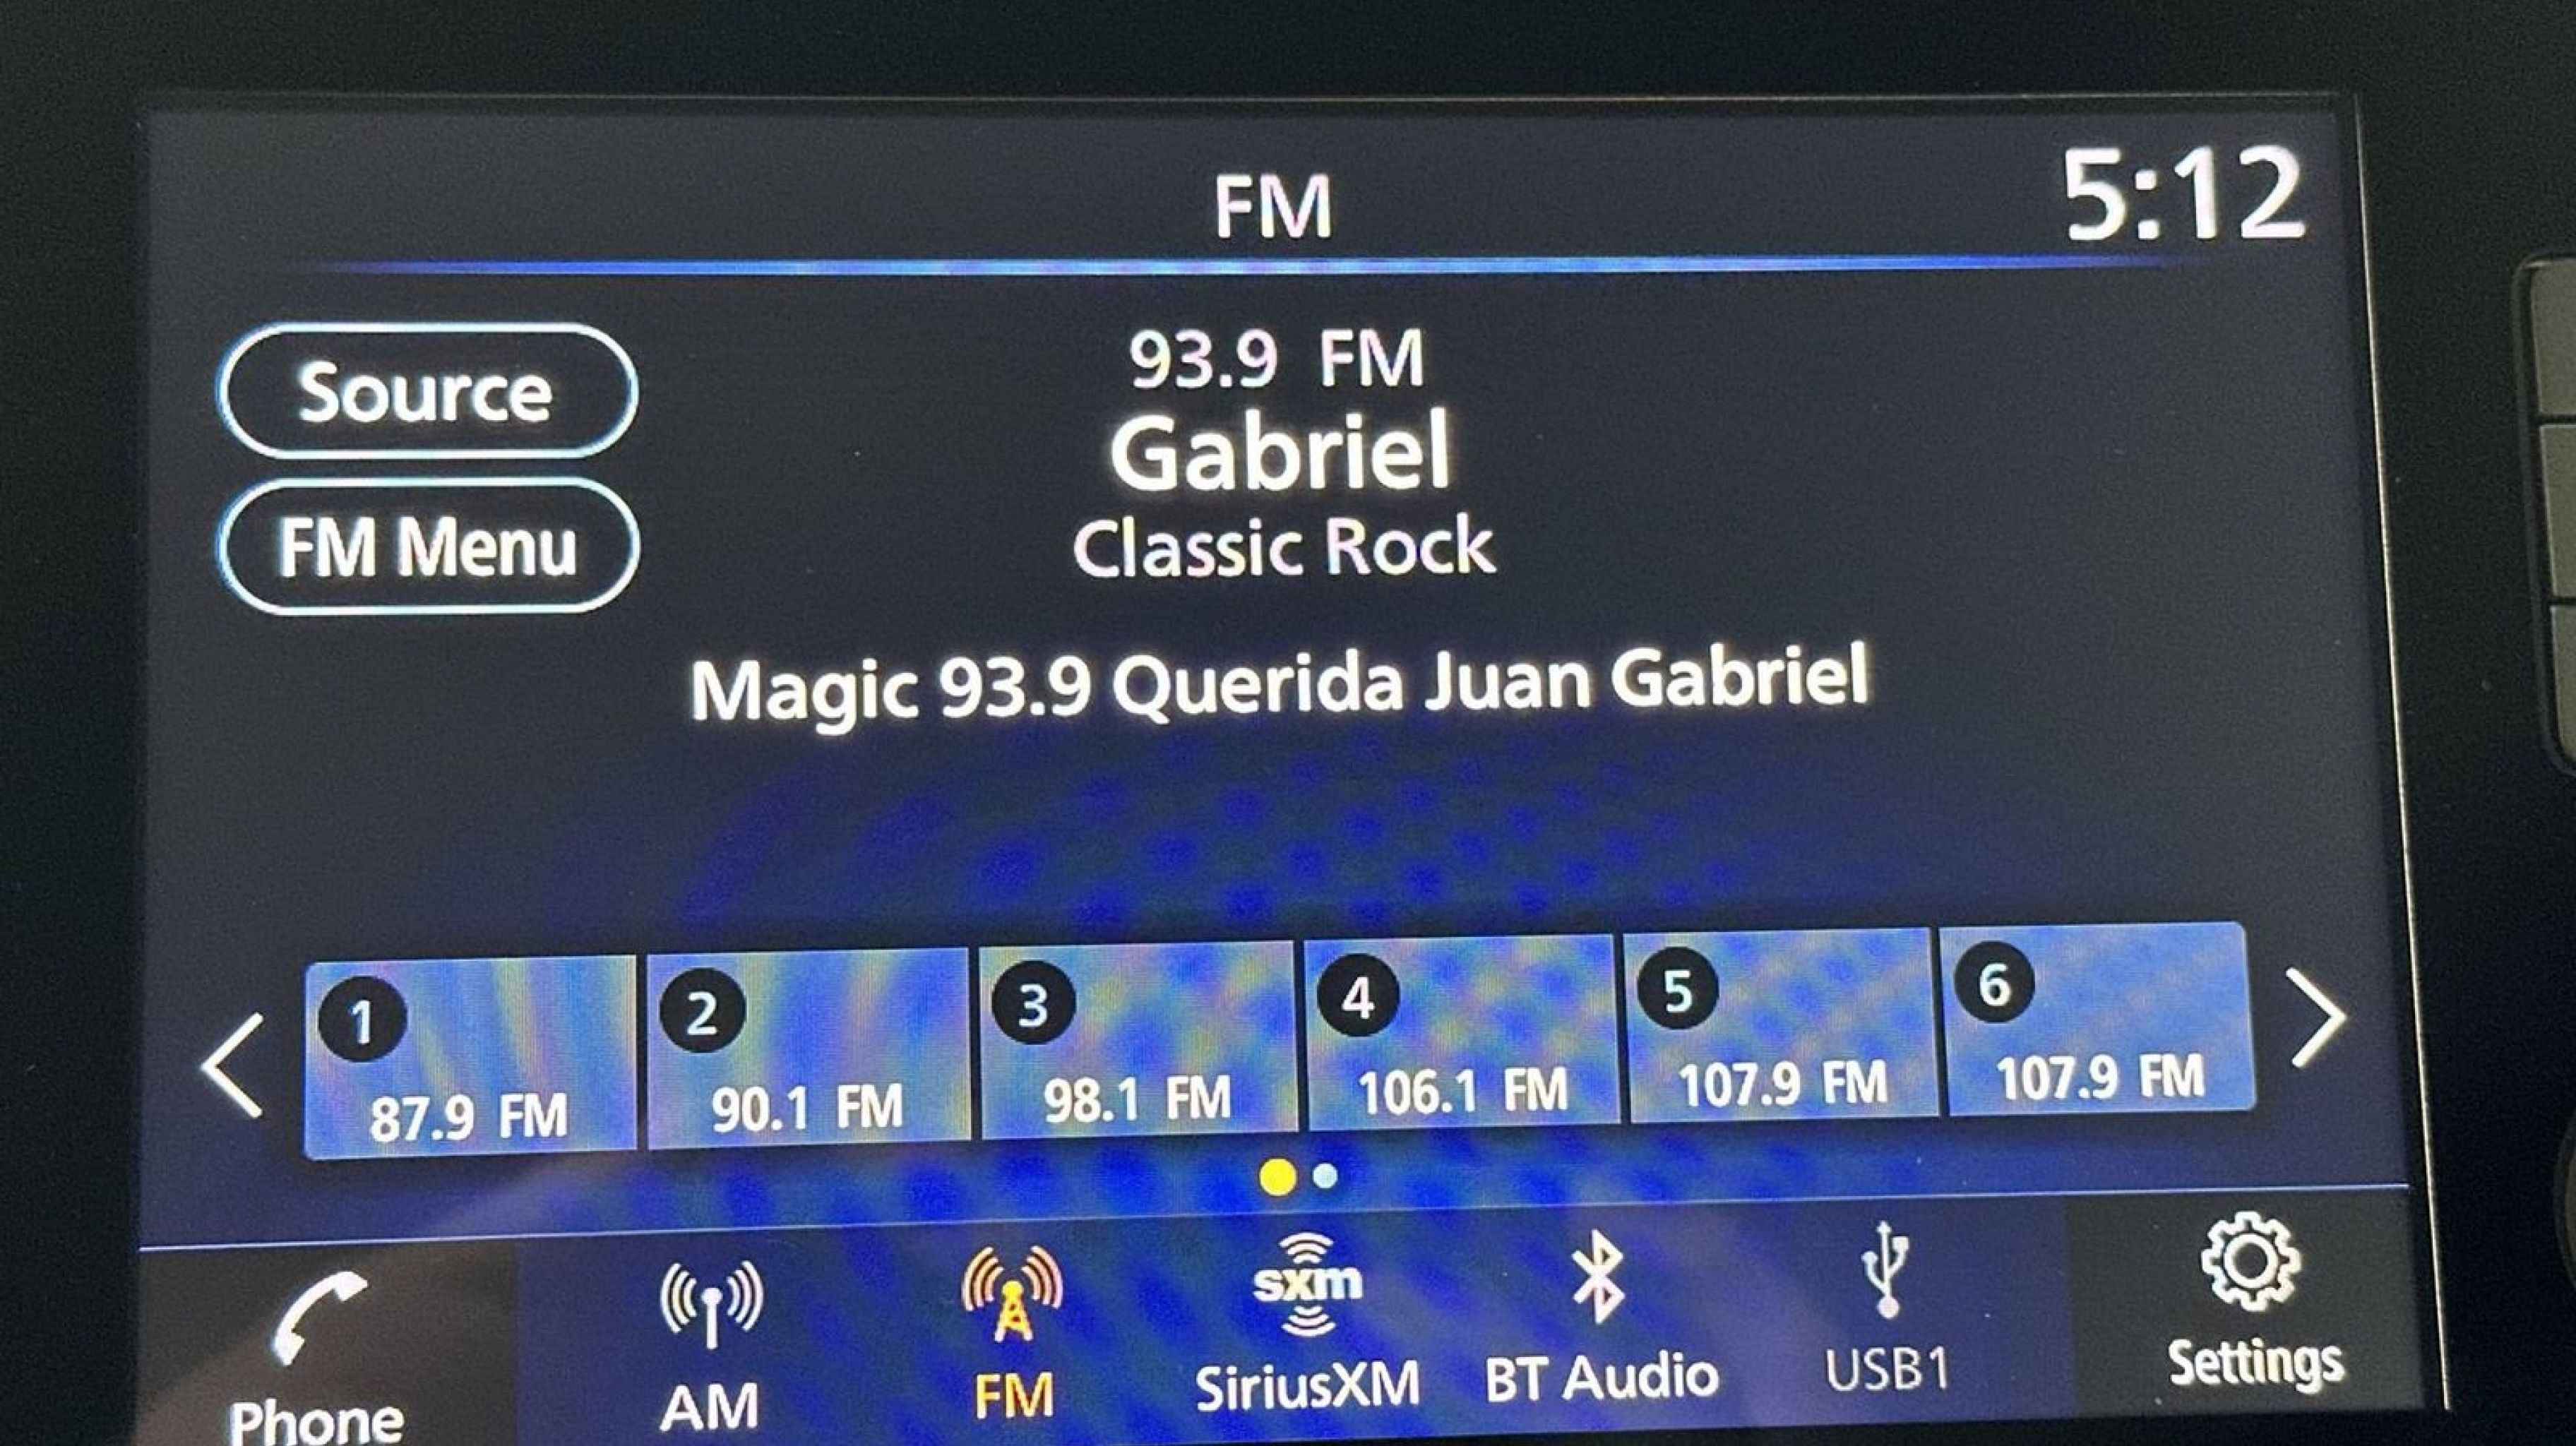 FM
5:12
Source
93.9 FM
Gabriel
FM Menu
Classic Rock
Magic 93.9 Querida Juan Gabriel
1
87.9 FM
2
90.1 FM
3
98.1 FM
4
106.1 FM
5
107.9 FM
6
107.9 FM
Phone
AM
FM
sxm
SiriusXM
BT Audio
USB1
Settings